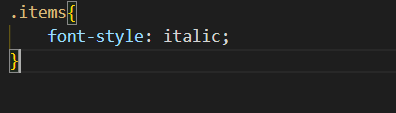 .items{
    font-style: italic;
}